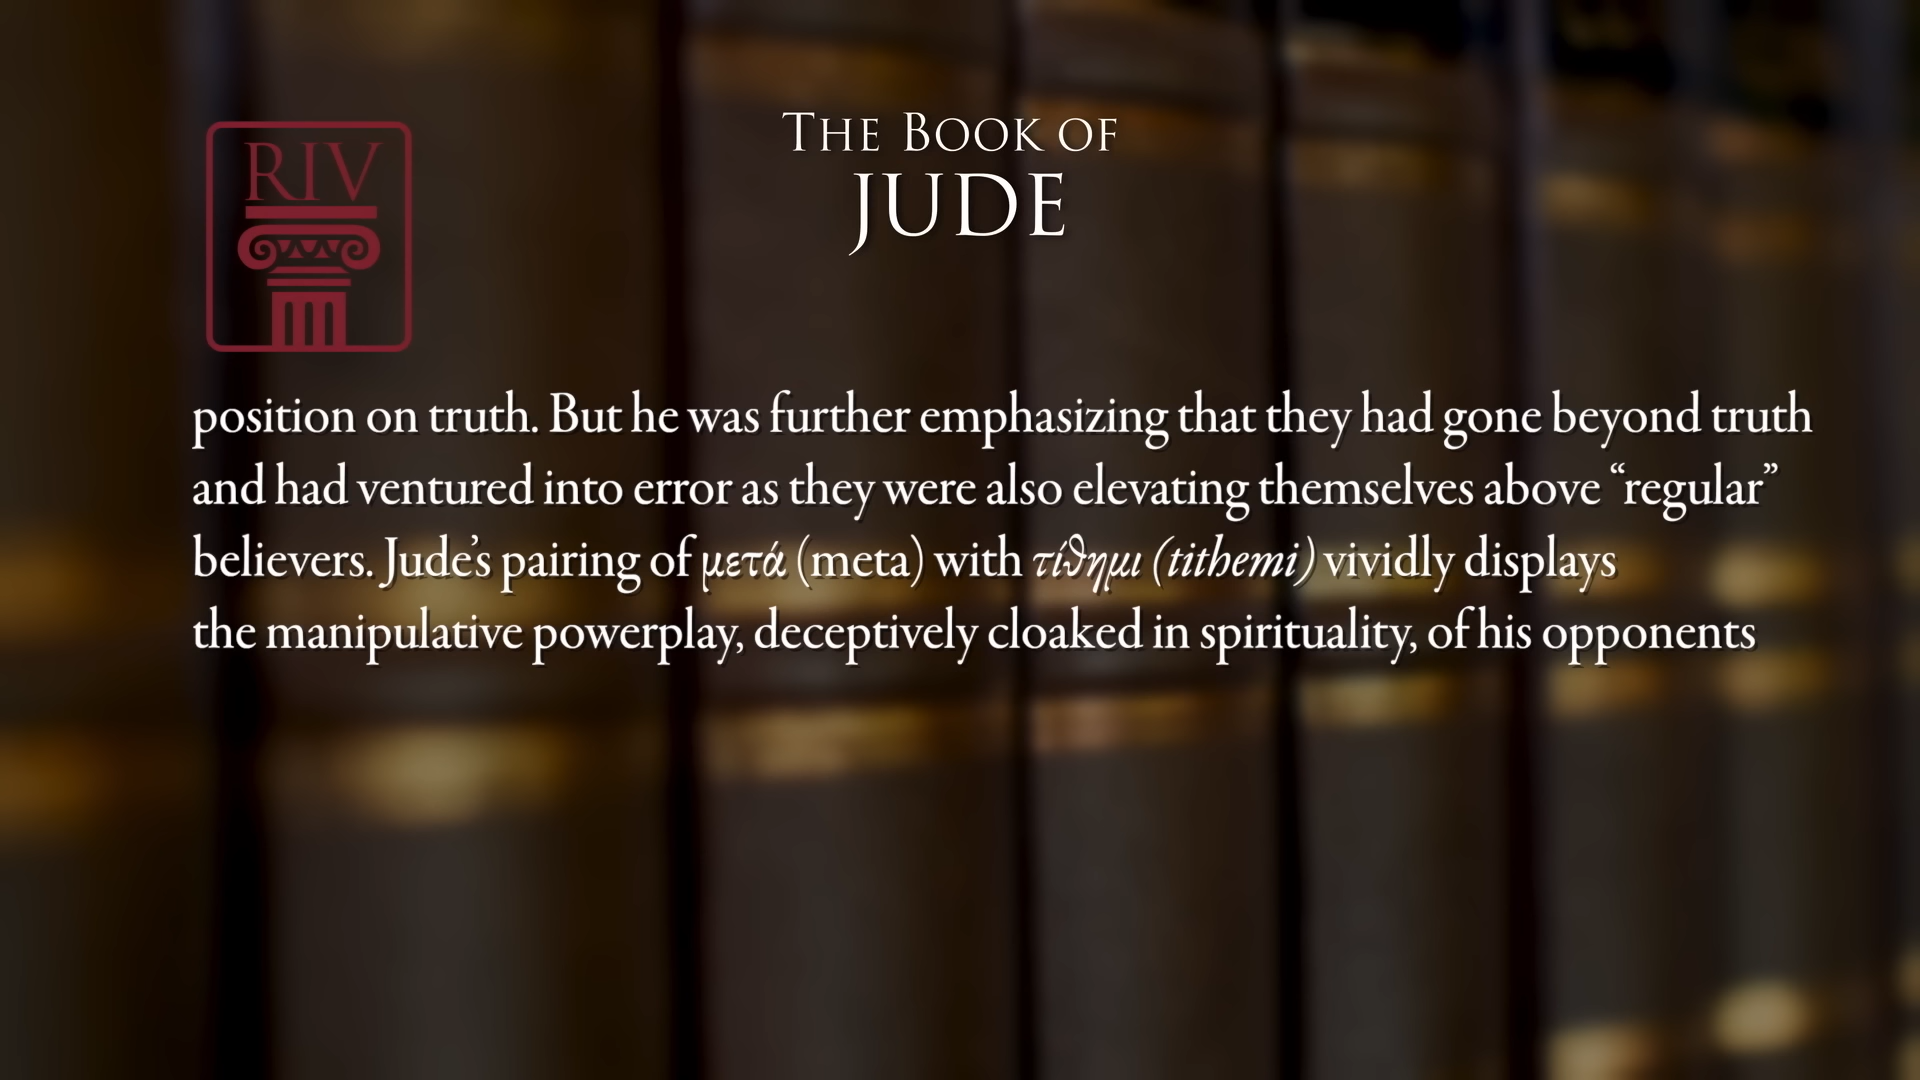 RIV
THE BOOK OF
JUDE
position on truth. But he was further emphasizing that they had gone beyond truth
and had ventured into error as they were also elevating themselves above “regular”
believers. Jude’s pairing of μετά (meta) with τίθημι (tithemi) vividly displays
the manipulative powerplay, deceptively cloaked in spirituality, of his opponents